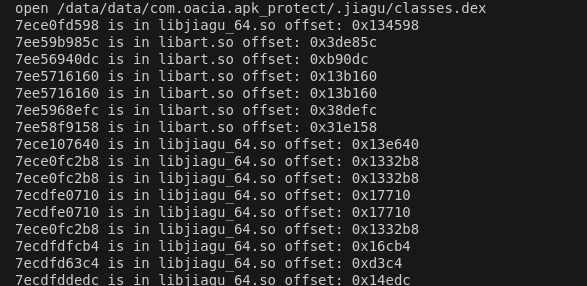 open /data/data/com.oacia.apk_protect/.jiagu/classes.dex
7ece0fd598 is in libjiagu_64.so offset: 0x134598
7ee59b985c is in libart.so offset: 0x3de85c
7ee56940dc is in libart.so offset: 0xb90dc
7ee5716160 is in libart.so offset: 0x13b160
7ee5716160 is in libart.so offset: 0x13b160
7ee5968efc is in libart.so offset: 0x38defc
7ee58f9158 is in libart.so offset: 0x31e158
7ece107640 is in libjiagu_64.so offset: 0x13e640
7ece0fc2b8 is in libjiagu_64.so offset: 0x1332b8
7ece0fc2b8 is in libjiagu_64.so offset: 0x1332b8
7ecdfe0710 is in libjiagu_64.so offset: 0x17710
7ecdfe0710 is in libjiagu_64.so offset: 0x17710
7ece0fc2b8 is in libjiagu_64.so offset: 0x1332b8
7ecdfdfcb4 is in libjiagu_64.so offset: 0x16cb4
7ecdfd63c4 is in libjiagu_64.so offset: 0xd3c4
7ecdfddedc is in libjiagu_64.so offset: 0x14edc